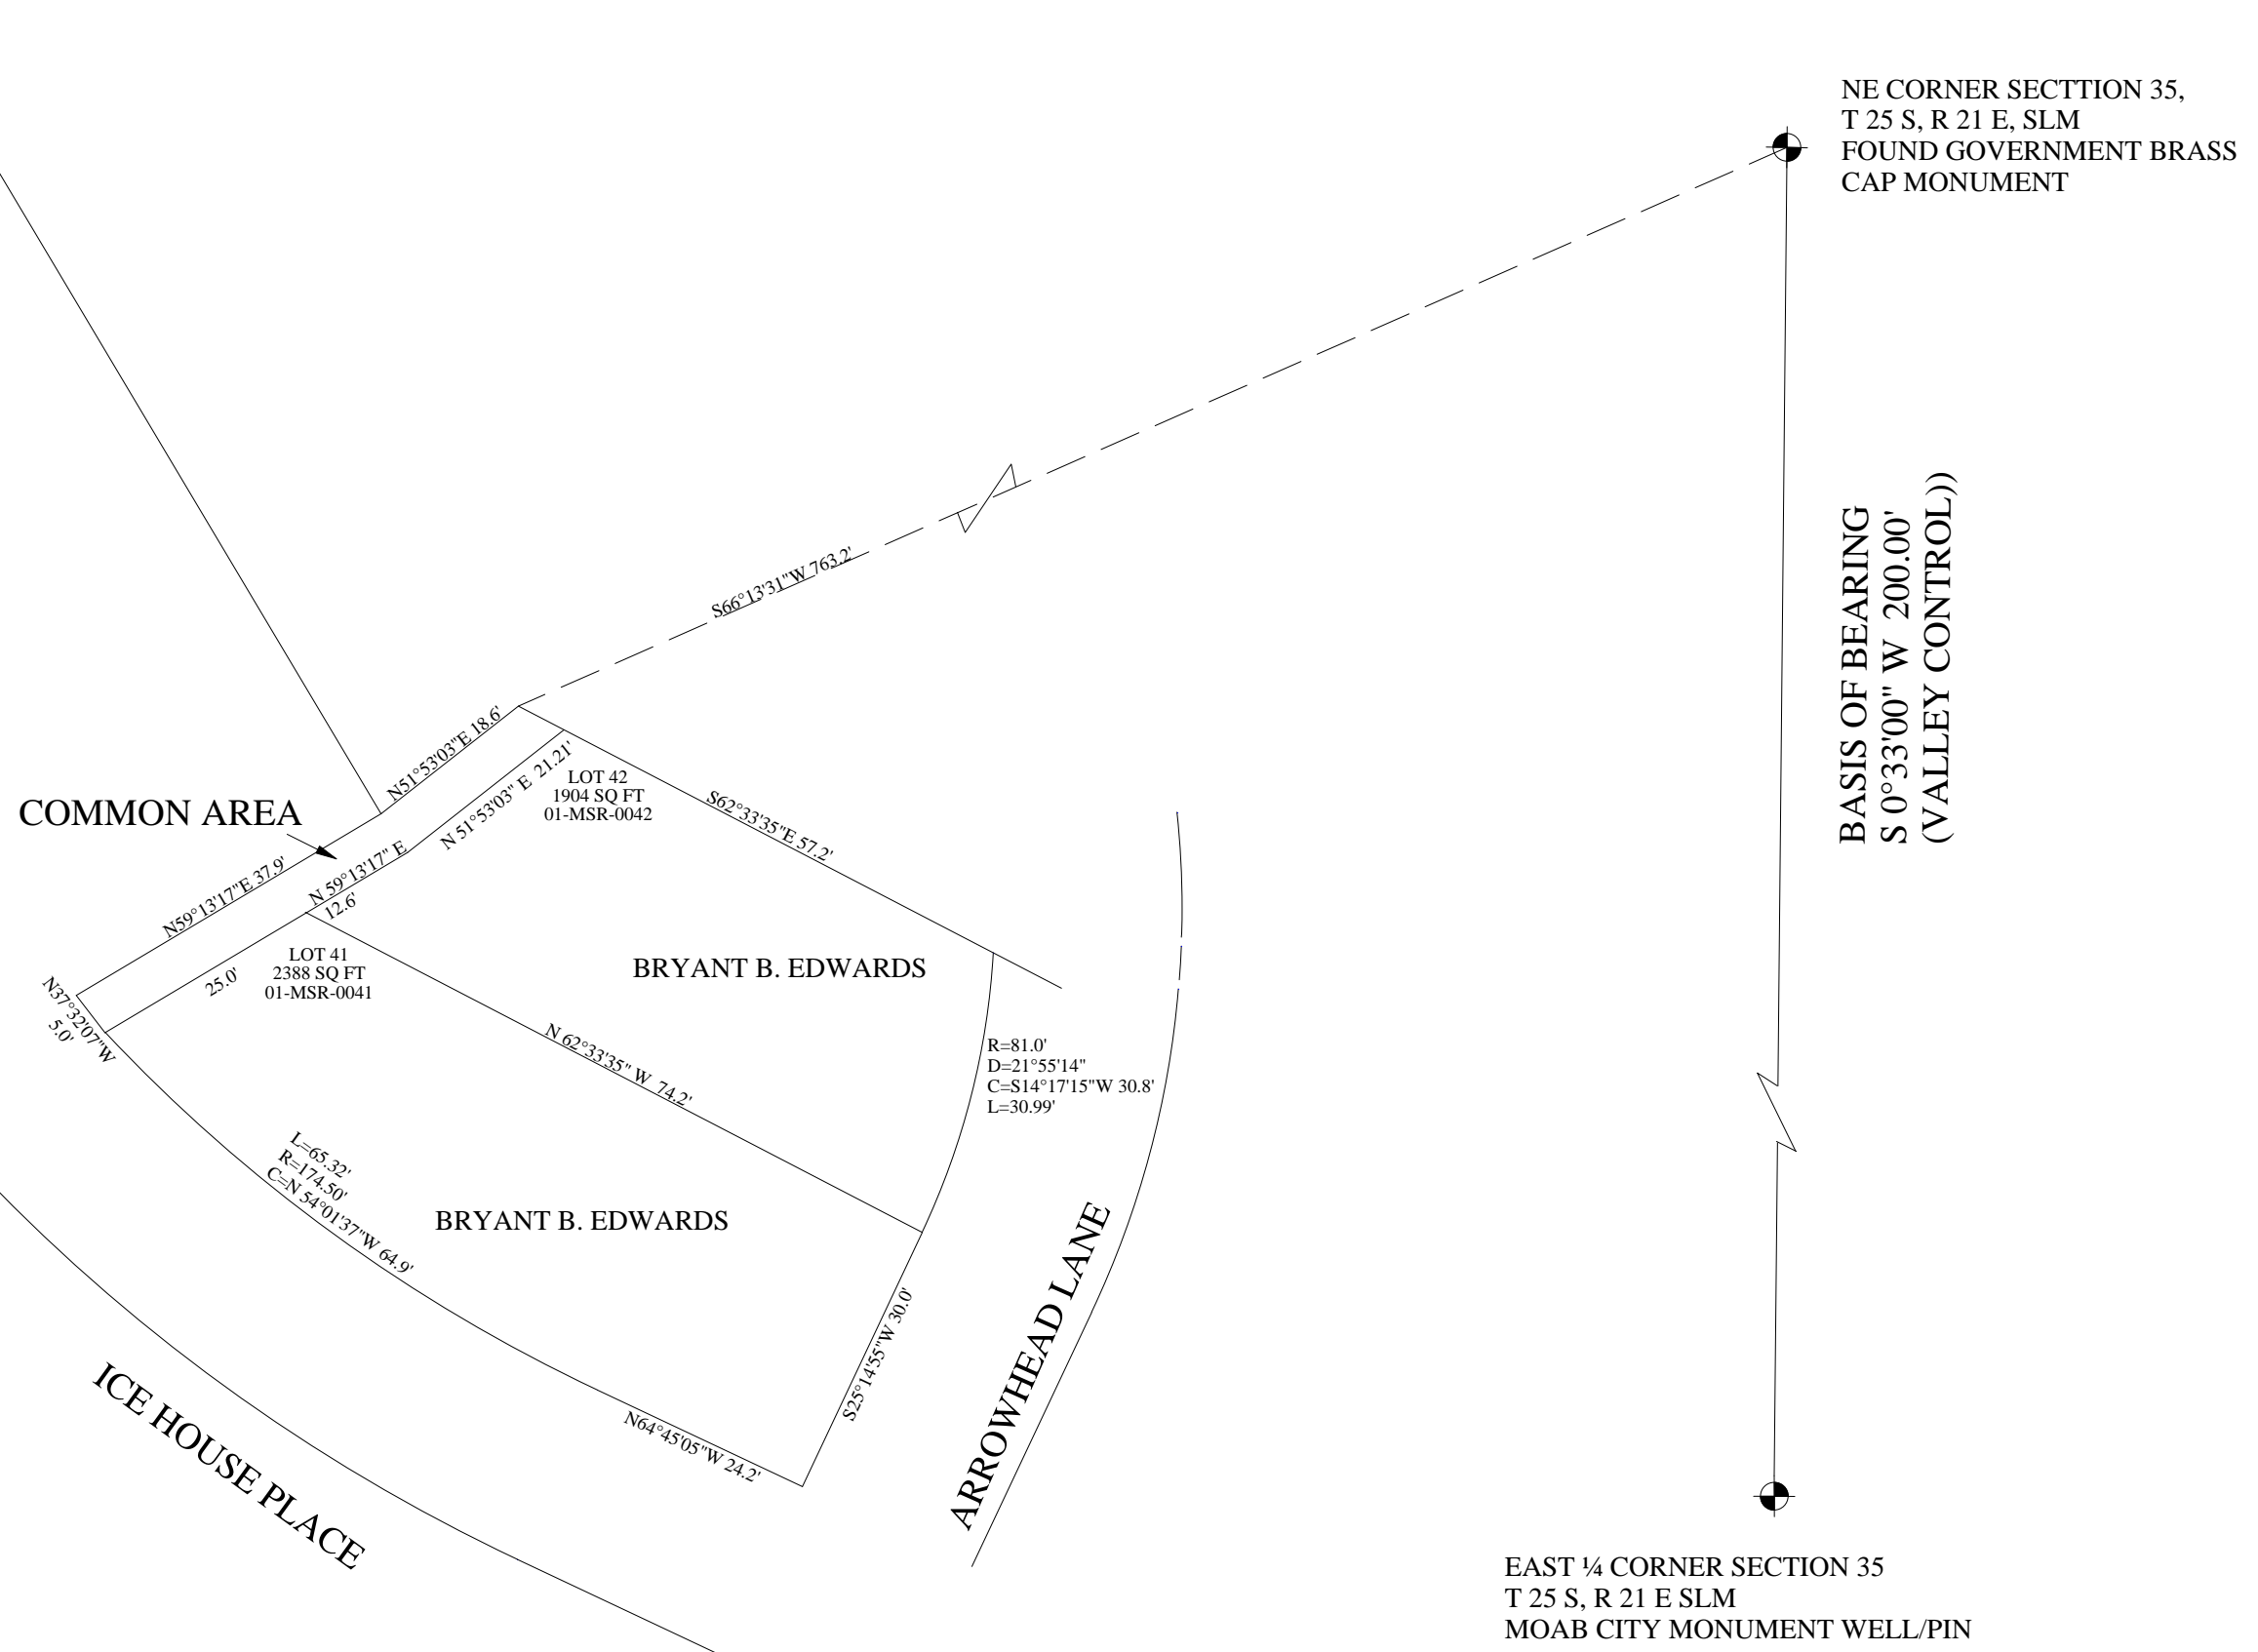 NE CORNER SECTTION 35,
T 25 S, R 21 E, SLM
FOUND GOVERNMENT BRASS
CAP MONUMENT
BASIS OF BEARING
S 0°33'00" W 200.00'
(VALLEY CONTROL))
S66°13'31"W 763.2'
N51°53'03"E 18.6'
N 51°53'03" E 21.21'
LOT 42
1904 SQ FT
01-MSR-0042
S62°33'35"E 57.2'
COMMON AREA
N59°13'17"E 37.9'
N 59°13'17" E
12.6'
LOT 41
2388 SQ FT
01-MSR-0041
25.0'
N37°32'07"W
5.0'
BRYANT B. EDWARDS
N 62°33'35" W 74.2'
R=81.0'
D=21°55'14"
C=S14°17'15"W 30.8'
L=30.99'
L=65.32'
R=174.50'
C=N 54°01'37"W 64.9'
BRYANT B. EDWARDS
S25°14'55"W 30.0'
N64°45'05"W 24.2'
ARROWHEAD LANE
ICE HOUSE PLACE
EAST ¼ CORNER SECTION 35
T 25 S, R 21 E SLM
MOAB CITY MONUMENT WELL/PIN